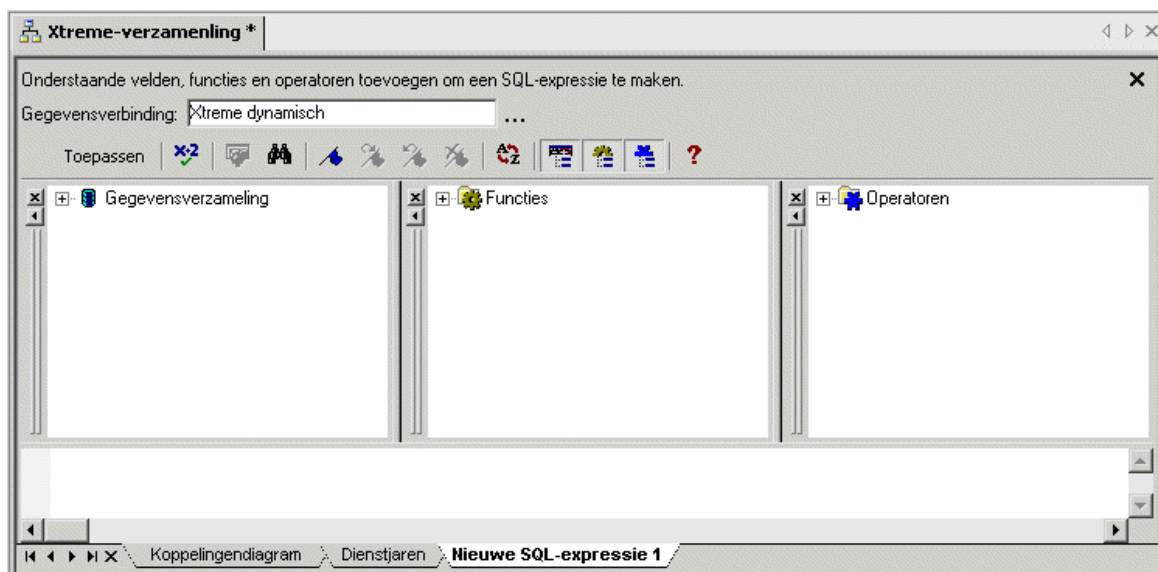 Xtreme-verzamenling *
Onderstaande velden, functies en operatoren toevoegen om een SQL-expressie te maken.
Gegevensverbinding: Xtreme dynamisch ...
Toepassen x+2 A Z ?
Gegevensverzameling Functies Operatoren
Koppelingendiagram Dienstjaren Nieuwe SQL-expressie 1